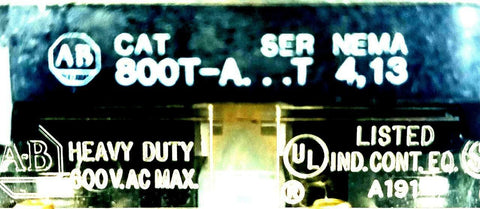 AB CAT SER NEMA
800T-A...T 4,13
A-B HEAVY DUTY
600V.AC MAX.
UL LISTED
IND.CONT.EQ.
R